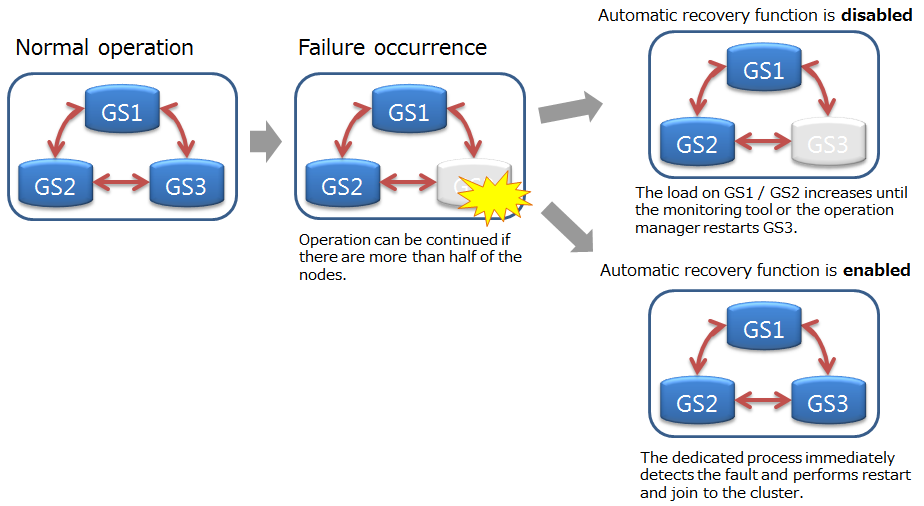 Normal operation
GS1
GS2
GS3
Failure occurrence
GS1
GS2
Operation can be continued if
there are more than half of the
nodes.
Automatic recovery function is disabled
GS1
GS2
GS3
The load on GS1 / GS2 increases until
the monitoring tool or the operation
manager restarts GS3.
Automatic recovery function is enabled
GS1
GS2
GS3
The dedicated process immediately
detects the fault and performs restart
and join to the cluster.